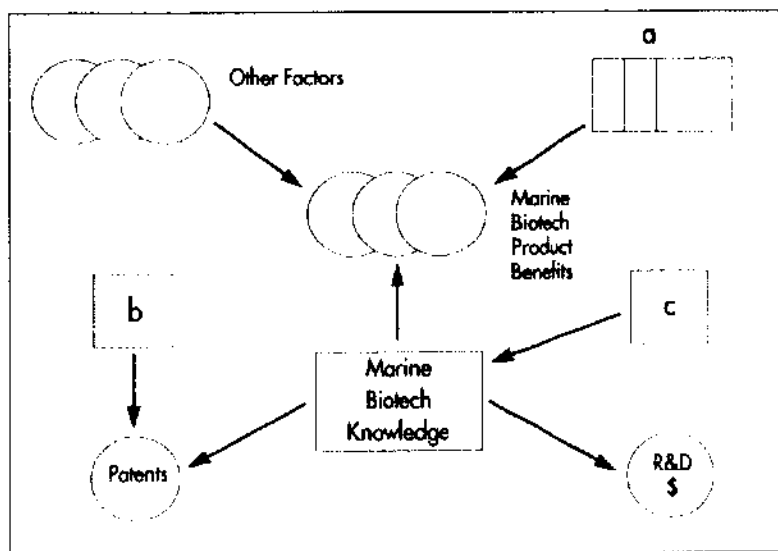 a
Other Factors
Marine
Biotech
Product
Benefits
b
c
Marine
Biotech
Knowledge
Patents
R&D
$